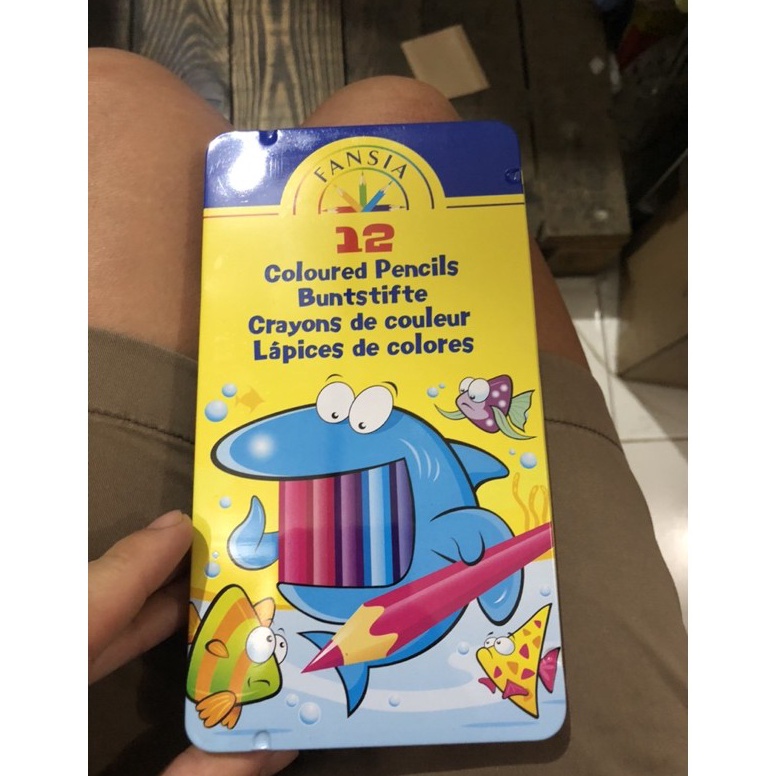 FANSIA
12
Coloured Pencils
Buntstifte
Crayons de couleur
Lápices de colores